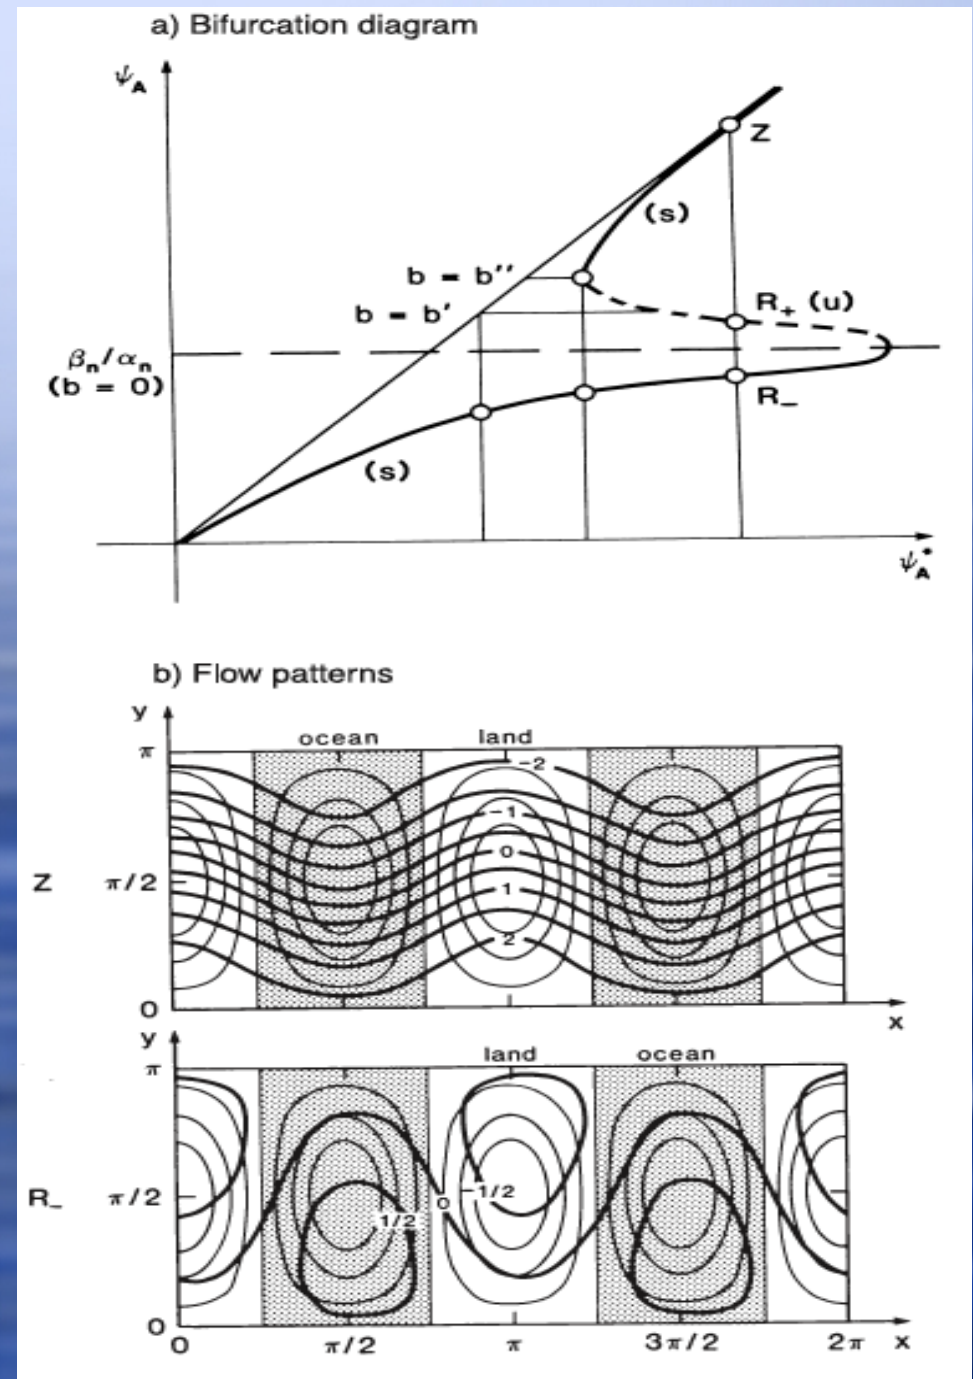 a) Bifurcation diagram
ψA
Z
(s)
b = b''
R+ (u)
b = b'
βn/αn
(b = 0)
R−
(s)
ψA*
b) Flow patterns
y
ocean land
π
-2
-1
0
Z π/2
1
2
0
x
y
land ocean
π
R− π/2
-1/2
0
1/2
0
0 π/2 π 3π/2 2π x